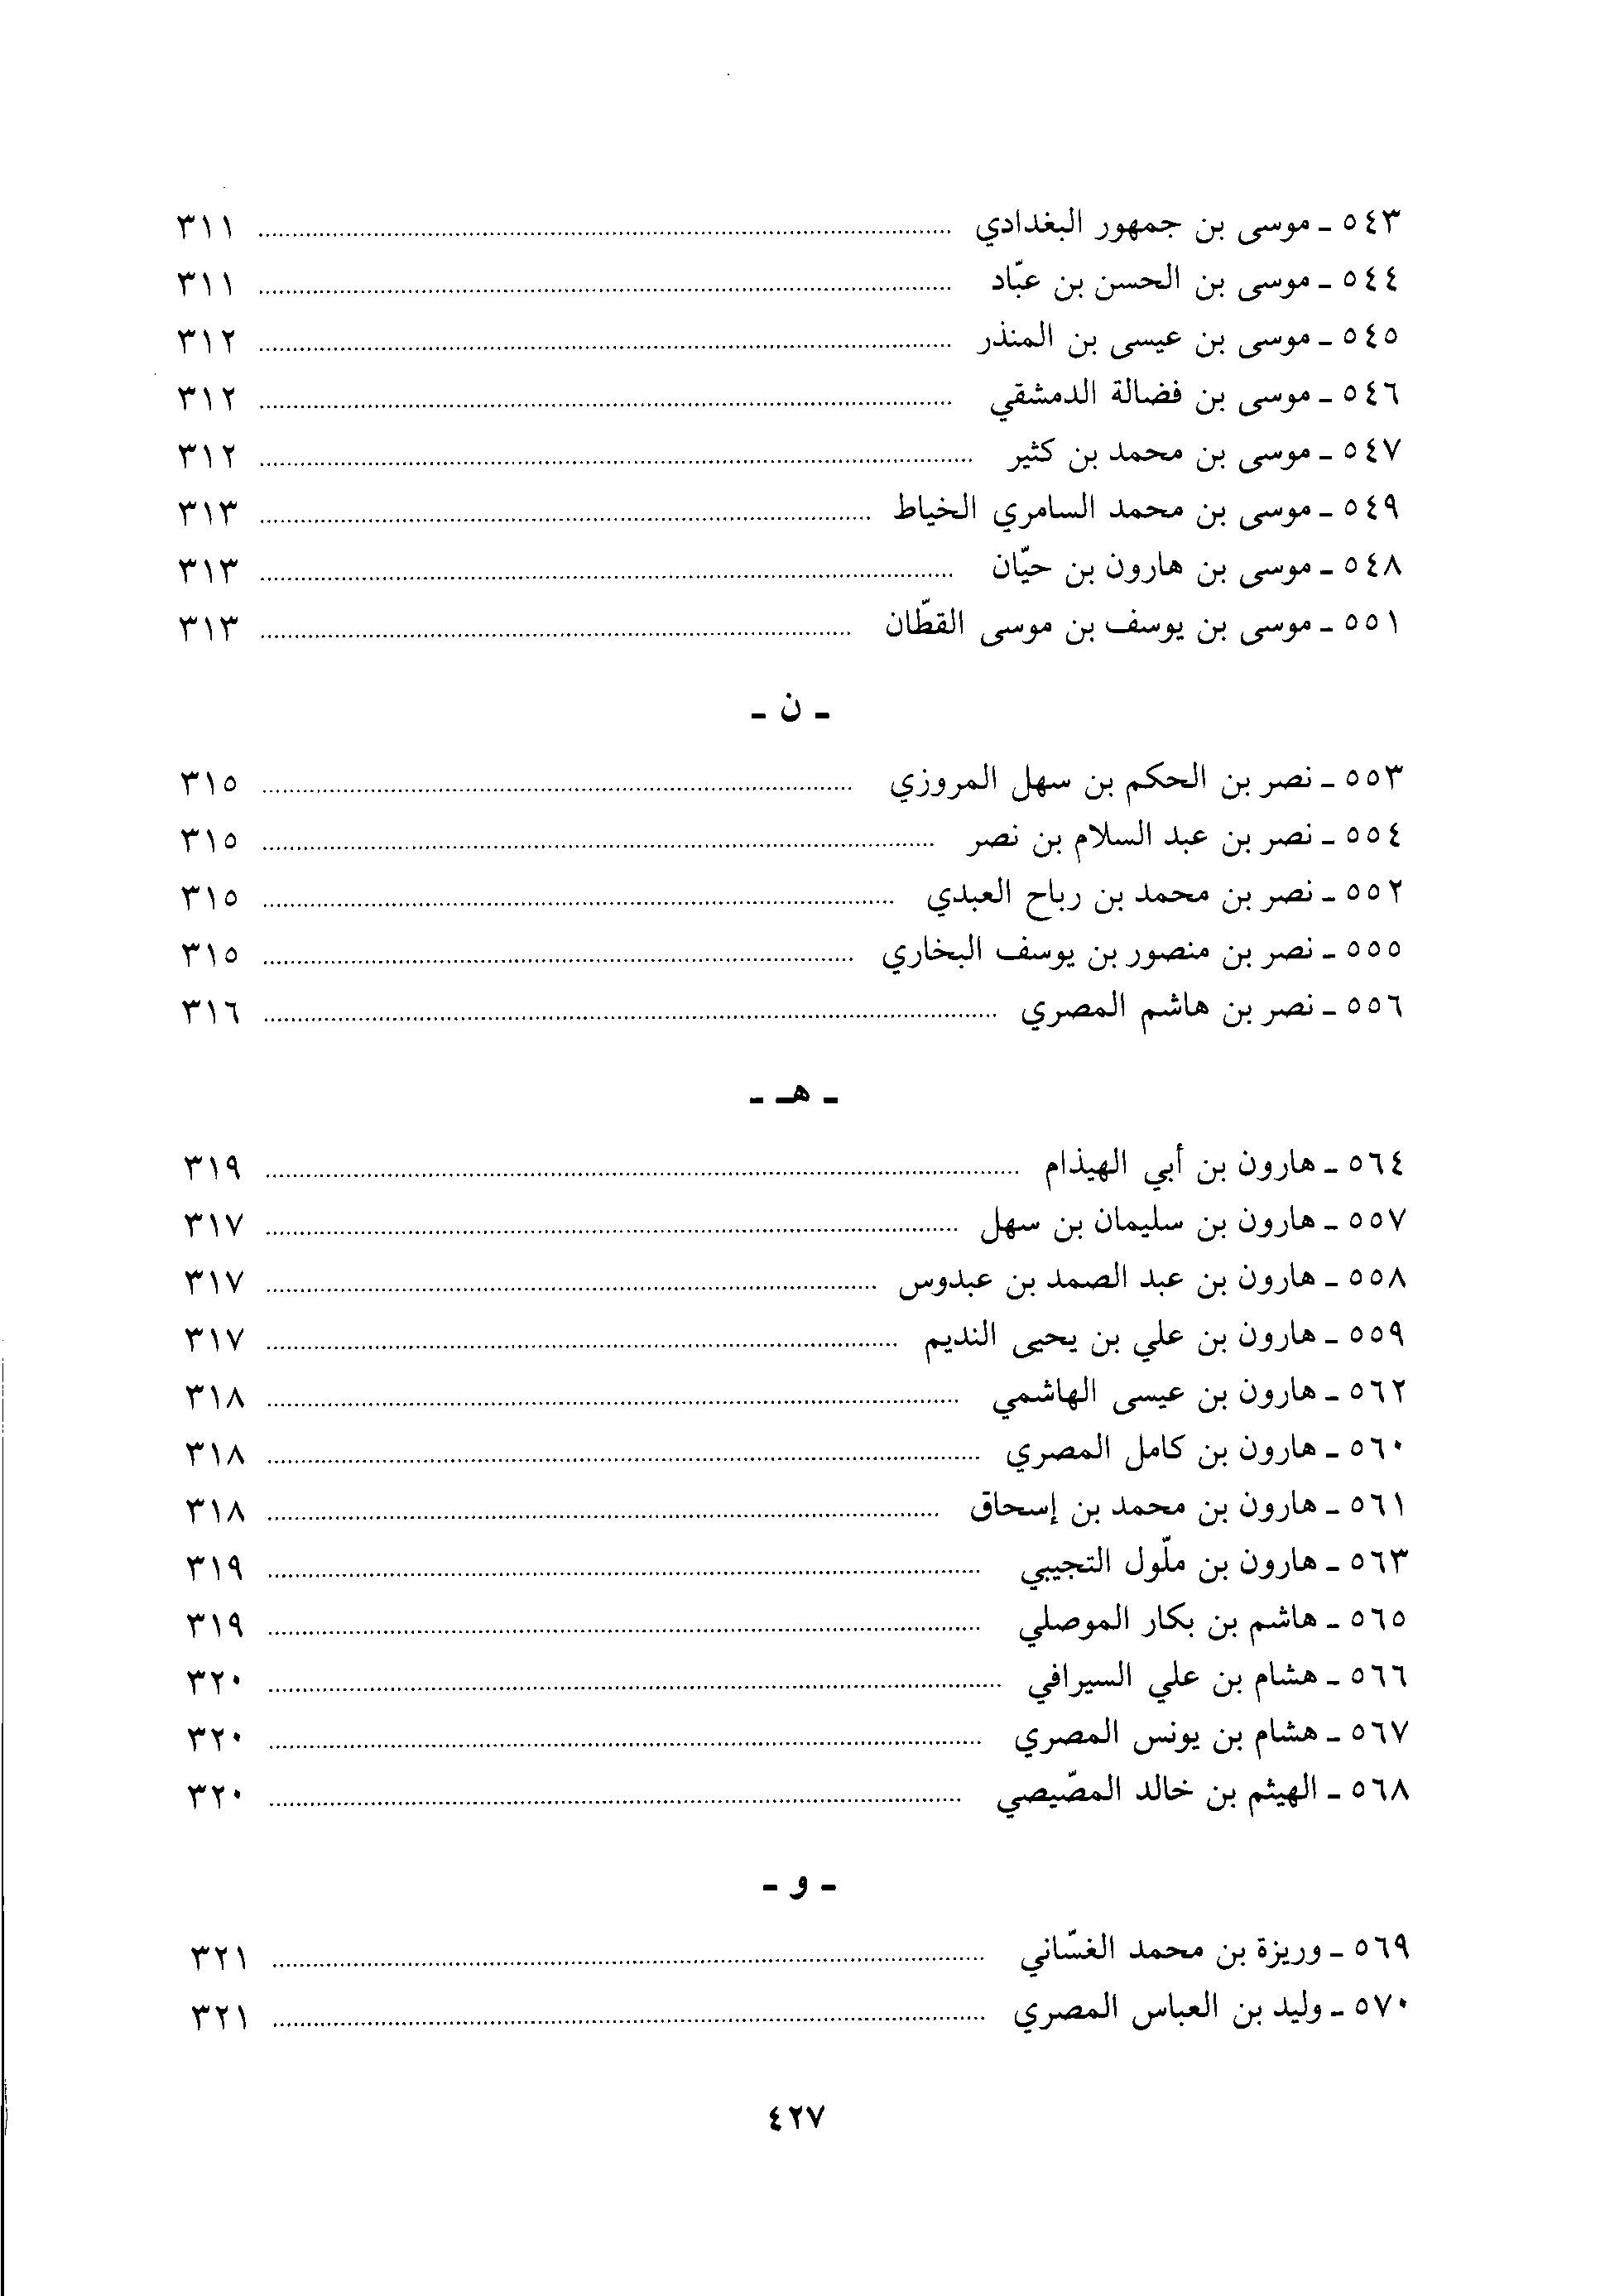 ٥٤٣ ـ موسى بن جمهور البغدادي ........ ٣١١
٥٤٤ ـ موسى بن الحسن بن عبّاد ........ ٣١١
٥٤٥ ـ موسى بن عيسى بن المنذر ........ ٣١٢
٥٤٦ ـ موسى بن فضالة الدمشقي ........ ٣١٢
٥٤٧ ـ موسى بن محمد بن كثير ........ ٣١٢
٥٤٩ ـ موسى بن محمد السامري الخياط ........ ٣١٣
٥٤٨ ـ موسى بن هارون بن حيّان ........ ٣١٣
٥٥١ ـ موسى بن يوسف بن موسى القطّان ........ ٣١٣
- ن -
٥٥٣ ـ نصر بن الحكم بن سهل المروزي ........ ٣١٥
٥٥٤ ـ نصر بن عبد السلام بن نصر ........ ٣١٥
٥٥٢ ـ نصر بن محمد بن رباح العبدي ........ ٣١٥
٥٥٥ ـ نصر بن منصور بن يوسف البخاري ........ ٣١٥
٥٥٦ ـ نصر بن هاشم المصري ........ ٣١٦
- هـ -
٥٦٤ ـ هارون بن أبي الهيذام ........ ٣١٩
٥٥٧ ـ هارون بن سليمان بن سهل ........ ٣١٧
٥٥٨ ـ هارون بن عبد الصمد بن عبدوس ........ ٣١٧
٥٥٩ ـ هارون بن علي بن يحيى النديم ........ ٣١٧
٥٦٢ ـ هارون بن عيسى الهاشمي ........ ٣١٨
٥٦٠ ـ هارون بن كامل المصري ........ ٣١٨
٥٦١ ـ هارون بن محمد بن إسحاق ........ ٣١٨
٥٦٣ ـ هارون بن ملّول التجيبي ........ ٣١٩
٥٦٥ ـ هاشم بن بكار الموصلي ........ ٣١٩
٥٦٦ ـ هشام بن علي السيرافي ........ ٣٢٠
٥٦٧ ـ هشام بن يونس المصري ........ ٣٢٠
٥٦٨ ـ الهيثم بن خالد المصّيصي ........ ٣٢٠
- و -
٥٦٩ ـ وريزة بن محمد الغسّاني ........ ٣٢١
٥٧٠ ـ وليد بن العباس المصري ........ ٣٢١
٤٢٧